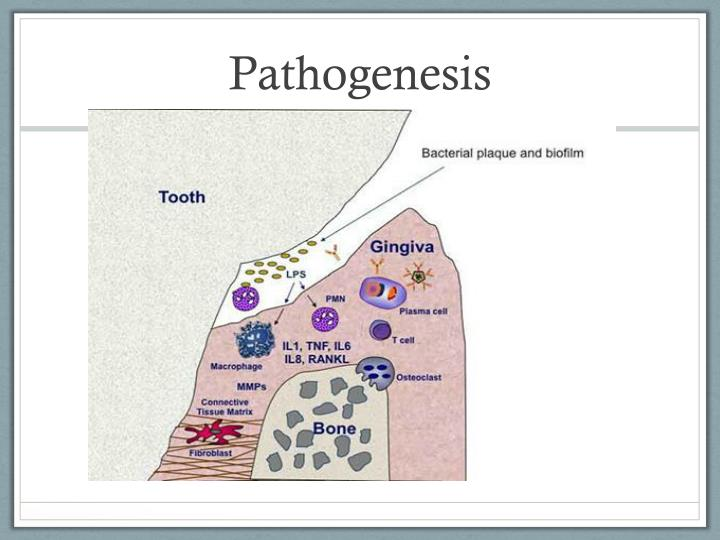 Pathogenesis
Bacterial plaque and biofilm
Tooth
Gingiva
LPS
PMN
Plasma cell
T cell
IL1, TNF, IL6
IL8, RANKL
Macrophage
Osteoclast
MMPs
Connective
Tissue Matrix
Bone
Fibroblast